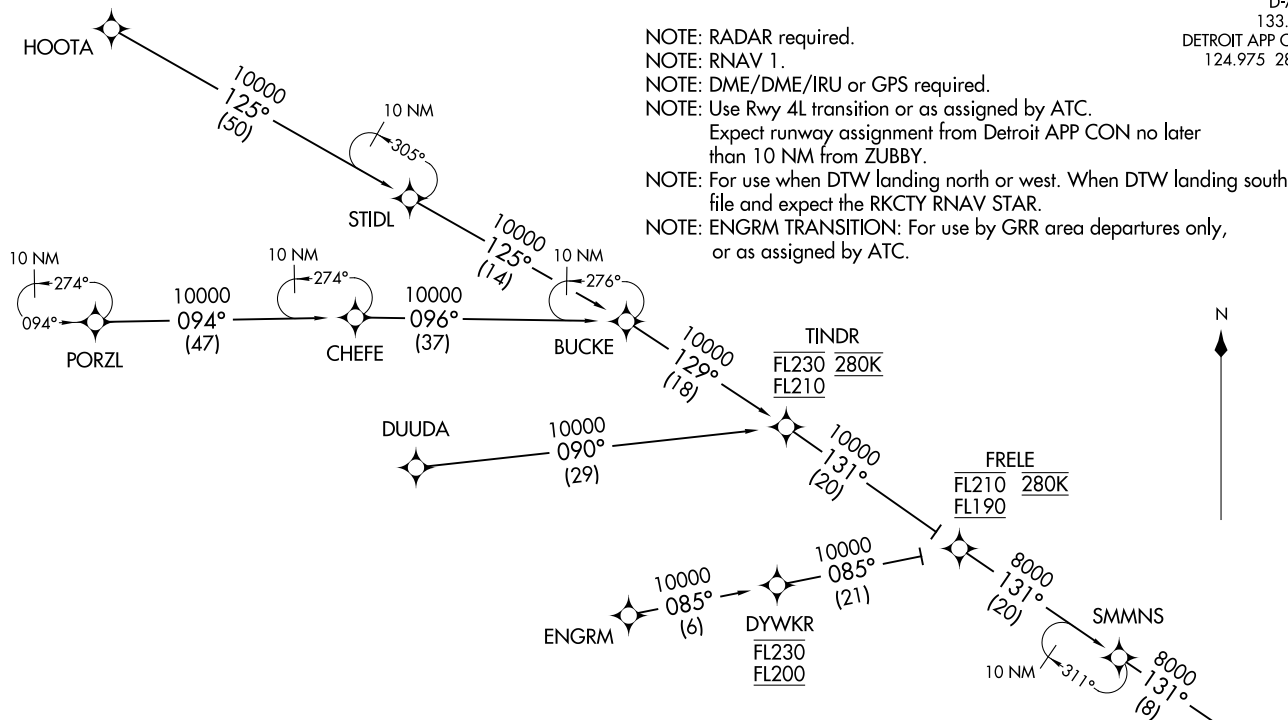 D-A
133.
DETROIT APP C
124.975 28
NOTE: RADAR required.
NOTE: RNAV 1.
NOTE: DME/DME/IRU or GPS required.
NOTE: Use Rwy 4L transition or as assigned by ATC.
Expect runway assignment from Detroit APP CON no later
than 10 NM from ZUBBY.
NOTE: For use when DTW landing north or west. When DTW landing south
file and expect the RKCTY RNAV STAR.
NOTE: ENGRM TRANSITION: For use by GRR area departures only,
or as assigned by ATC.
HOOTA
10000
125°
(50)
10 NM
305°
STIDL
10000
125°
(14)
10 NM
274°
094°
PORZL
10000
094°
(47)
10 NM
274°
CHEFE
10000
096°
(37)
10 NM
276°
BUCKE
10000
129°
(18)
TINDR
FL230 280K
FL210
N
DUUDA
10000
090°
(29)
10000
131°
(20)
FRELE
FL210 280K
FL190
ENGRM
10000
085°
(6)
DYWKR
FL230
FL200
10000
085°
(21)
8000
131°
(20)
SMMNS
10 NM
311°
8000
131°
(8)